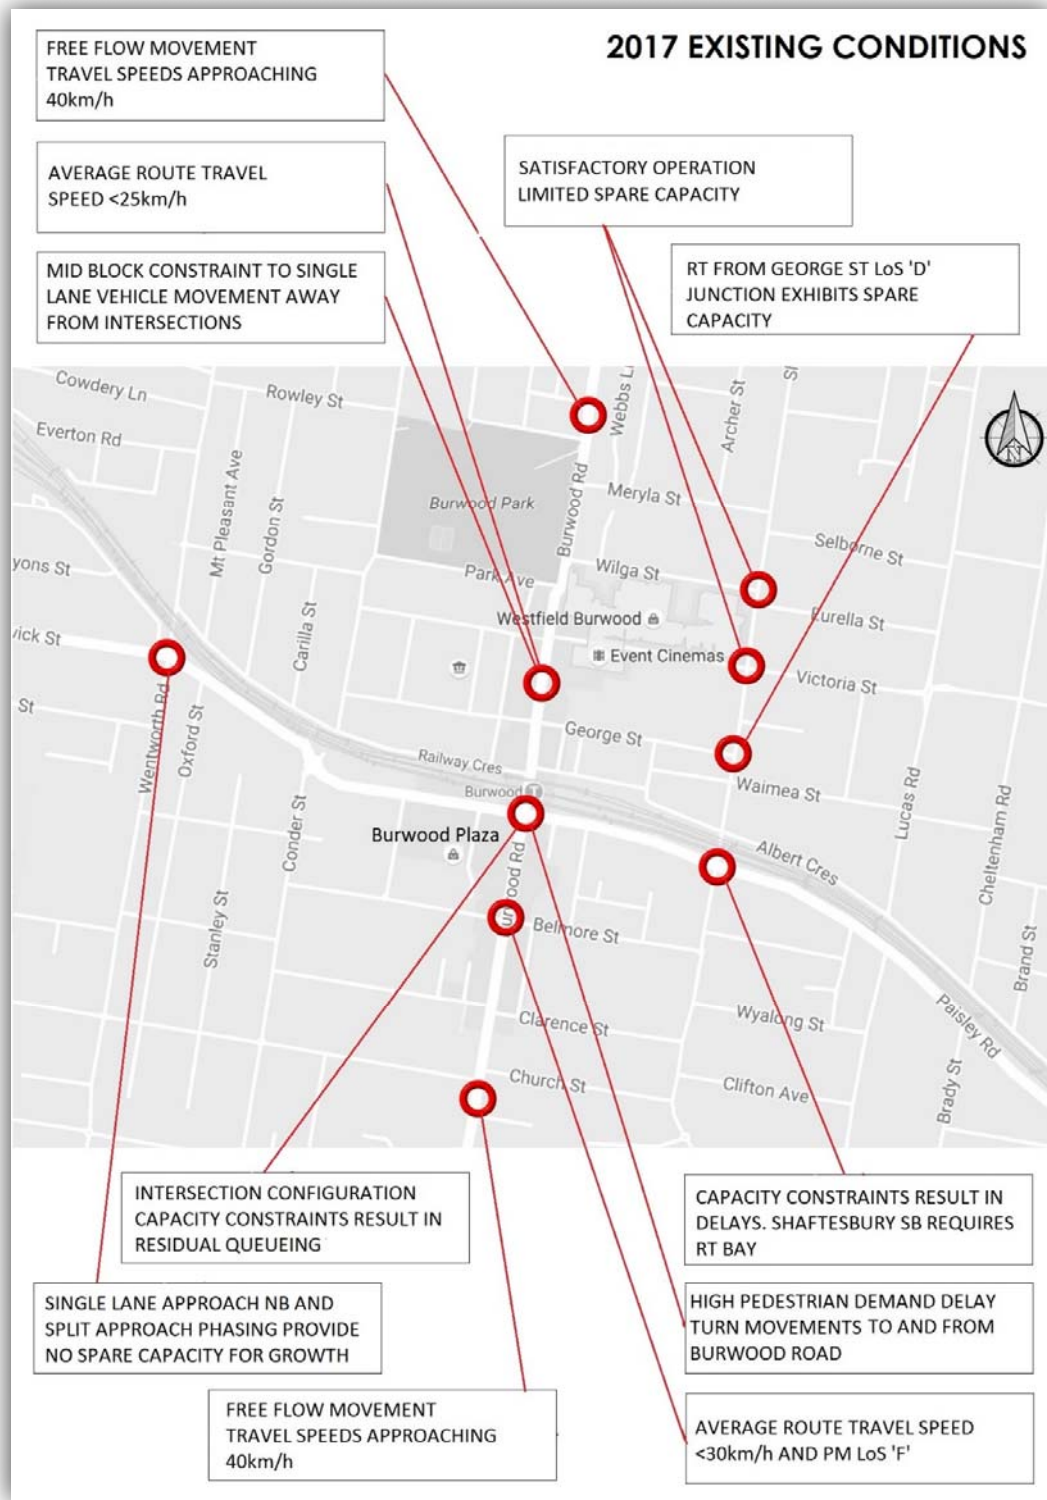 2017 EXISTING CONDITIONS
FREE FLOW MOVEMENT
TRAVEL SPEEDS APPROACHING
40km/h
AVERAGE ROUTE TRAVEL
SPEED <25km/h
MID BLOCK CONSTRAINT TO SINGLE
LANE VEHICLE MOVEMENT AWAY
FROM INTERSECTIONS
SATISFACTORY OPERATION
LIMITED SPARE CAPACITY
RT FROM GEORGE ST LoS 'D'
JUNCTION EXHIBITS SPARE
CAPACITY
Cowdery Ln
Rowley St
Everton Rd
Mt Pleasant Ave
Gordon St
Burwood Park
Burwood Rd
Webbs L
Archer St
Sl
N
Meryla St
Selborne St
yons St
Park Ave
Wilga St
Eurella St
Westfield Burwood
Event Cinemas
Victoria St
vick St
Carilla St
St
Wentworth Rd
Oxford St
George St
Railway Cres
Burwood
Waimea St
Lucas Rd
Cheltenham Rd
Conder St
Burwood Plaza
Albert Cres
urwood Rd
Stanley St
Belmore St
Brand St
Clarence St
Wyalong St
Paisley Rd
Church St
Clifton Ave
Brady St
INTERSECTION CONFIGURATION
CAPACITY CONSTRAINTS RESULT IN
RESIDUAL QUEUEING
CAPACITY CONSTRAINTS RESULT IN
DELAYS. SHAFTESBURY SB REQUIRES
RT BAY
SINGLE LANE APPROACH NB AND
SPLIT APPROACH PHASING PROVIDE
NO SPARE CAPACITY FOR GROWTH
HIGH PEDESTRIAN DEMAND DELAY
TURN MOVEMENTS TO AND FROM
BURWOOD ROAD
FREE FLOW MOVEMENT
TRAVEL SPEEDS APPROACHING
40km/h
AVERAGE ROUTE TRAVEL SPEED
<30km/h AND PM LoS 'F'